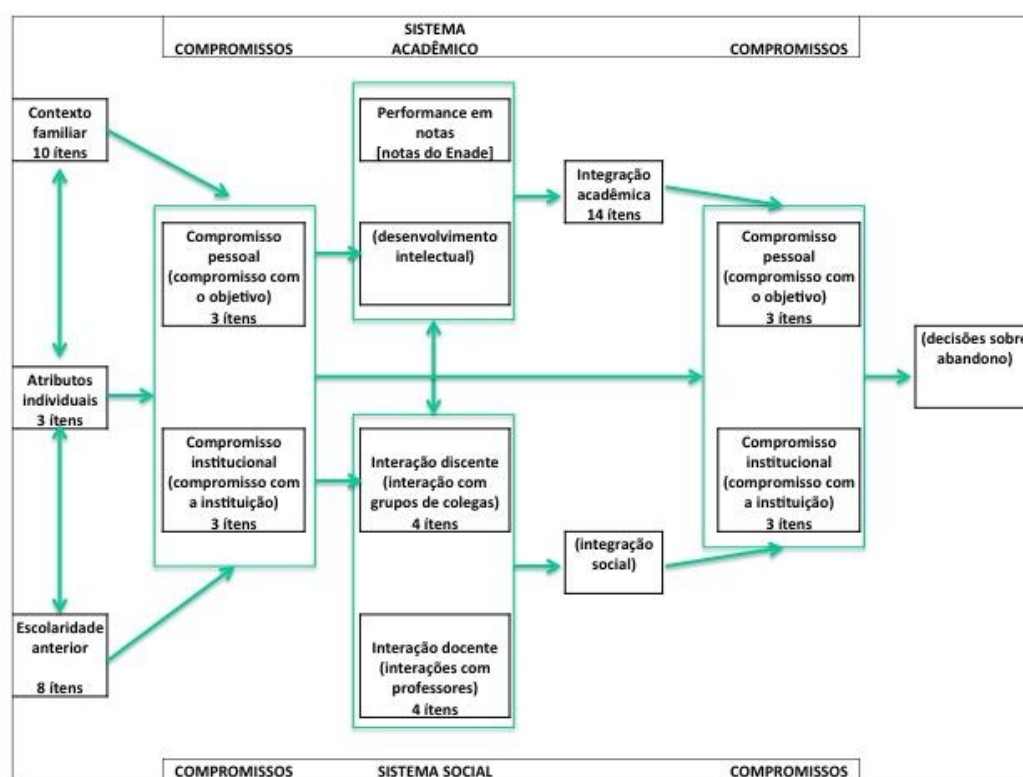 SISTEMA
COMPROMISSOS ACADÊMICO COMPROMISSOS
Contexto
familiar
10 ítens
Atributos
individuais
3 ítens
Escolaridade
anterior
8 ítens
Compromisso
pessoal
(compromisso com
o objetivo)
3 ítens
Compromisso
institucional
(compromisso com
a instituição)
3 ítens
Performance em
notas
[notas do Enade]
(desenvolvimento
intelectual)
Interação discente
(interação com
grupos de colegas)
4 ítens
Interação docente
(interações com
professores)
4 ítens
Integração
acadêmica
14 ítens
(integração
social)
Compromisso
pessoal
(compromisso com
o objetivo)
3 ítens
Compromisso
institucional
(compromisso com
a instituição)
3 ítens
(decisões sobre
abandono)
COMPROMISSOS SISTEMA SOCIAL COMPROMISSOS